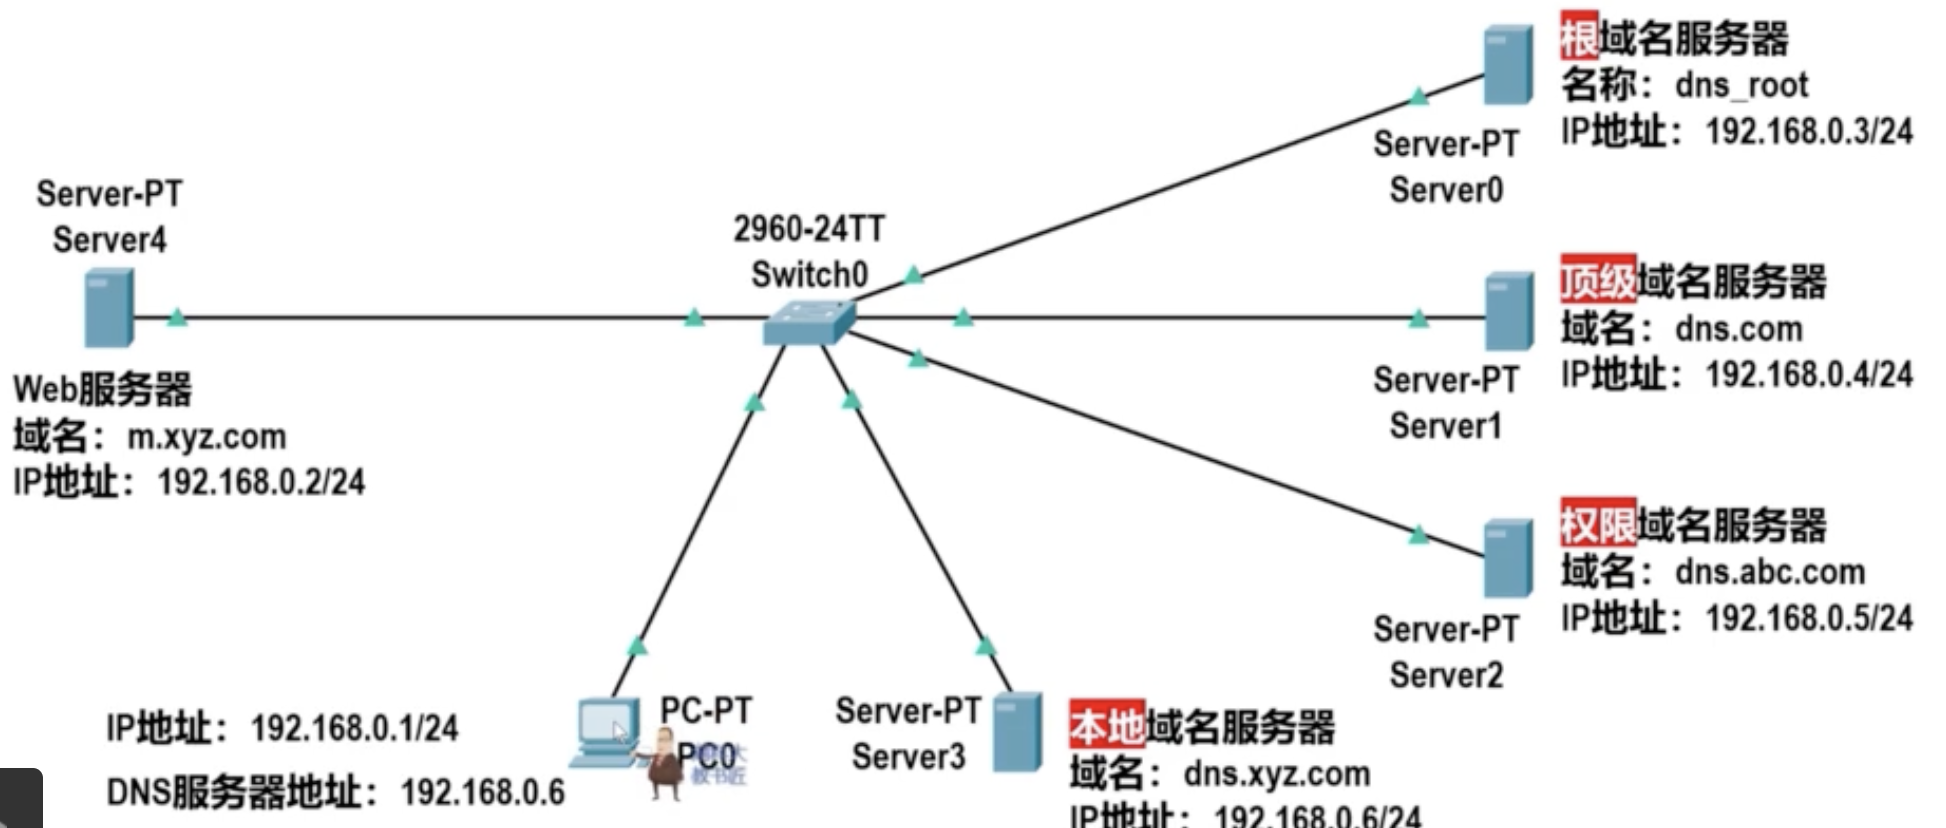 Server-PT
Server4
Web服务器
域名：m.xyz.com
IP地址：192.168.0.2/24
2960-24TT
Switch0
根域名服务器
名称：dns_root
IP地址：192.168.0.3/24
Server-PT
Server0
顶级域名服务器
域名：dns.com
IP地址：192.168.0.4/24
Server-PT
Server1
权限域名服务器
域名：dns.abc.com
IP地址：192.168.0.5/24
Server-PT
Server2
IP地址：192.168.0.1/24
DNS服务器地址：192.168.0.6
PC-PT
PC0
教书匠
Server-PT
Server3
本地域名服务器
域名：dns.xyz.com
IP地址：192.168.0.6/24